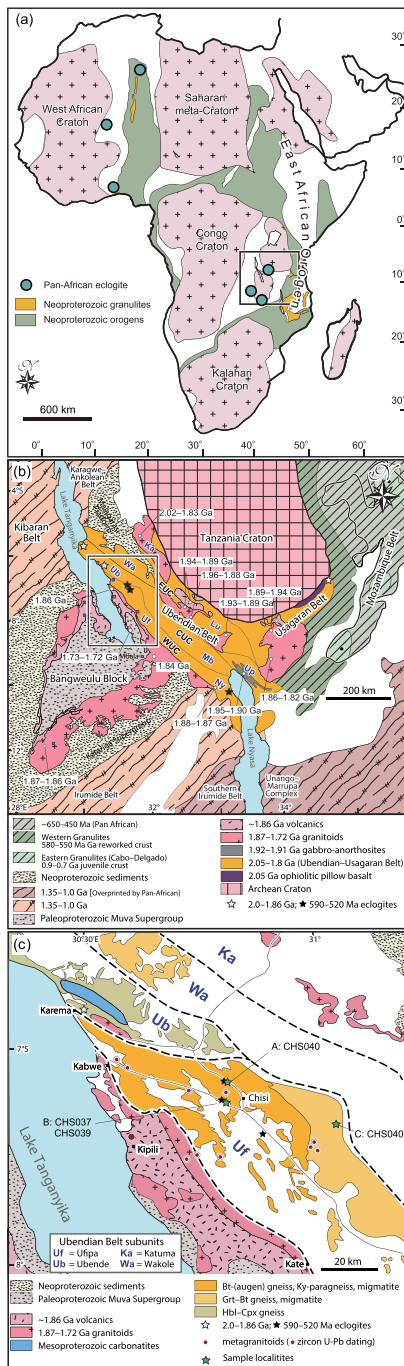 (a)
30°
West African
Craton
Saharan
meta-Craton
20°
10°
East African Orogen
0°
Congo
Craton
Pan-African
eclogite
10°
Neoproterozoic
granulites
Neoproterozoic orogens
20°
Kalahari
Craton
600 km
30°
0°
10°
20°
30°
40°
50°
60°
(b)
Karagwe-
Ankolean
Belt
4°S
Kibaran
Belt
Lake Tanganyika
2.02–1.83 Ga
Tanzania Craton
Ka
Wa
Ub
1.94–1.89 Ga
1.96–1.88 Ga
Mozambique Belt
1.86 Ga
EUC
Lu
1.89–1.94 Ga
1.93–1.89 Ga
Usagaran Belt
8°
Uf
Ubendian Belt
CUC
WUC
Mb
Up
1.73–1.72 Ga
1.84 Ga
Bangweulu Block
Ny
1.86–1.82 Ga
200 km
1.95–1.90 Ga
1.88–1.87 Ga
Lake Nyasa
12°
1.87–1.86 Ga
Irumide Belt
Southern
Irumide Belt
Unango-
Marrupa
Complex
28°E
32°
34°
~650–450 Ma (Pan African)
Western Granulites
580–550 Ma reworked crust
Eastern Granulites (Cabo–Delgado)
0.9–0.7 Ga juvenile crust
Neoproterozoic sediments
1.35–1.0 Ga [Overprinted by Pan-African]
1.35–1.0 Ga
Paleoproterozoic Muva Supergroup
~1.86 Ga volcanics
1.87–1.72 Ga granitoids
1.92–1.91 Ga gabbro-anorthosites
2.05–1.8 Ga (Ubendian–Usagaran Belt)
2.05 Ga ophiolitic pillow basalt
Archean Craton
2.0–1.86 Ga; 590–520 Ma eclogites
(c)
30°30'E
31°
Ka
Wa
Karema
Ub
7°S
A: CHS040
Kabwe
Chisi
B: CHS037
CHS039
C: CHS040
Kipili
Uf
Lake Tanganyika
Ubendian Belt subunits
Uf = Ufipa
Ka = Katuma
Ub = Ubende
Wa = Wakole
Kate
20 km
8°
Neoproterozoic sediments
Paleoproterozoic Muva Supergroup
~1.86 Ga volcanics
1.87–1.72 Ga granitoids
Mesoproterozoic carbonatites
Bt-(augen) gneiss, Ky-paragneiss, migmatite
Grt–Bt gneiss, migmatite
Hbl–Cpx gneiss
2.0–1.86 Ga; 590–520 Ma eclogites
metagranitoids ( zircon U-Pb dating)
Sample localitites